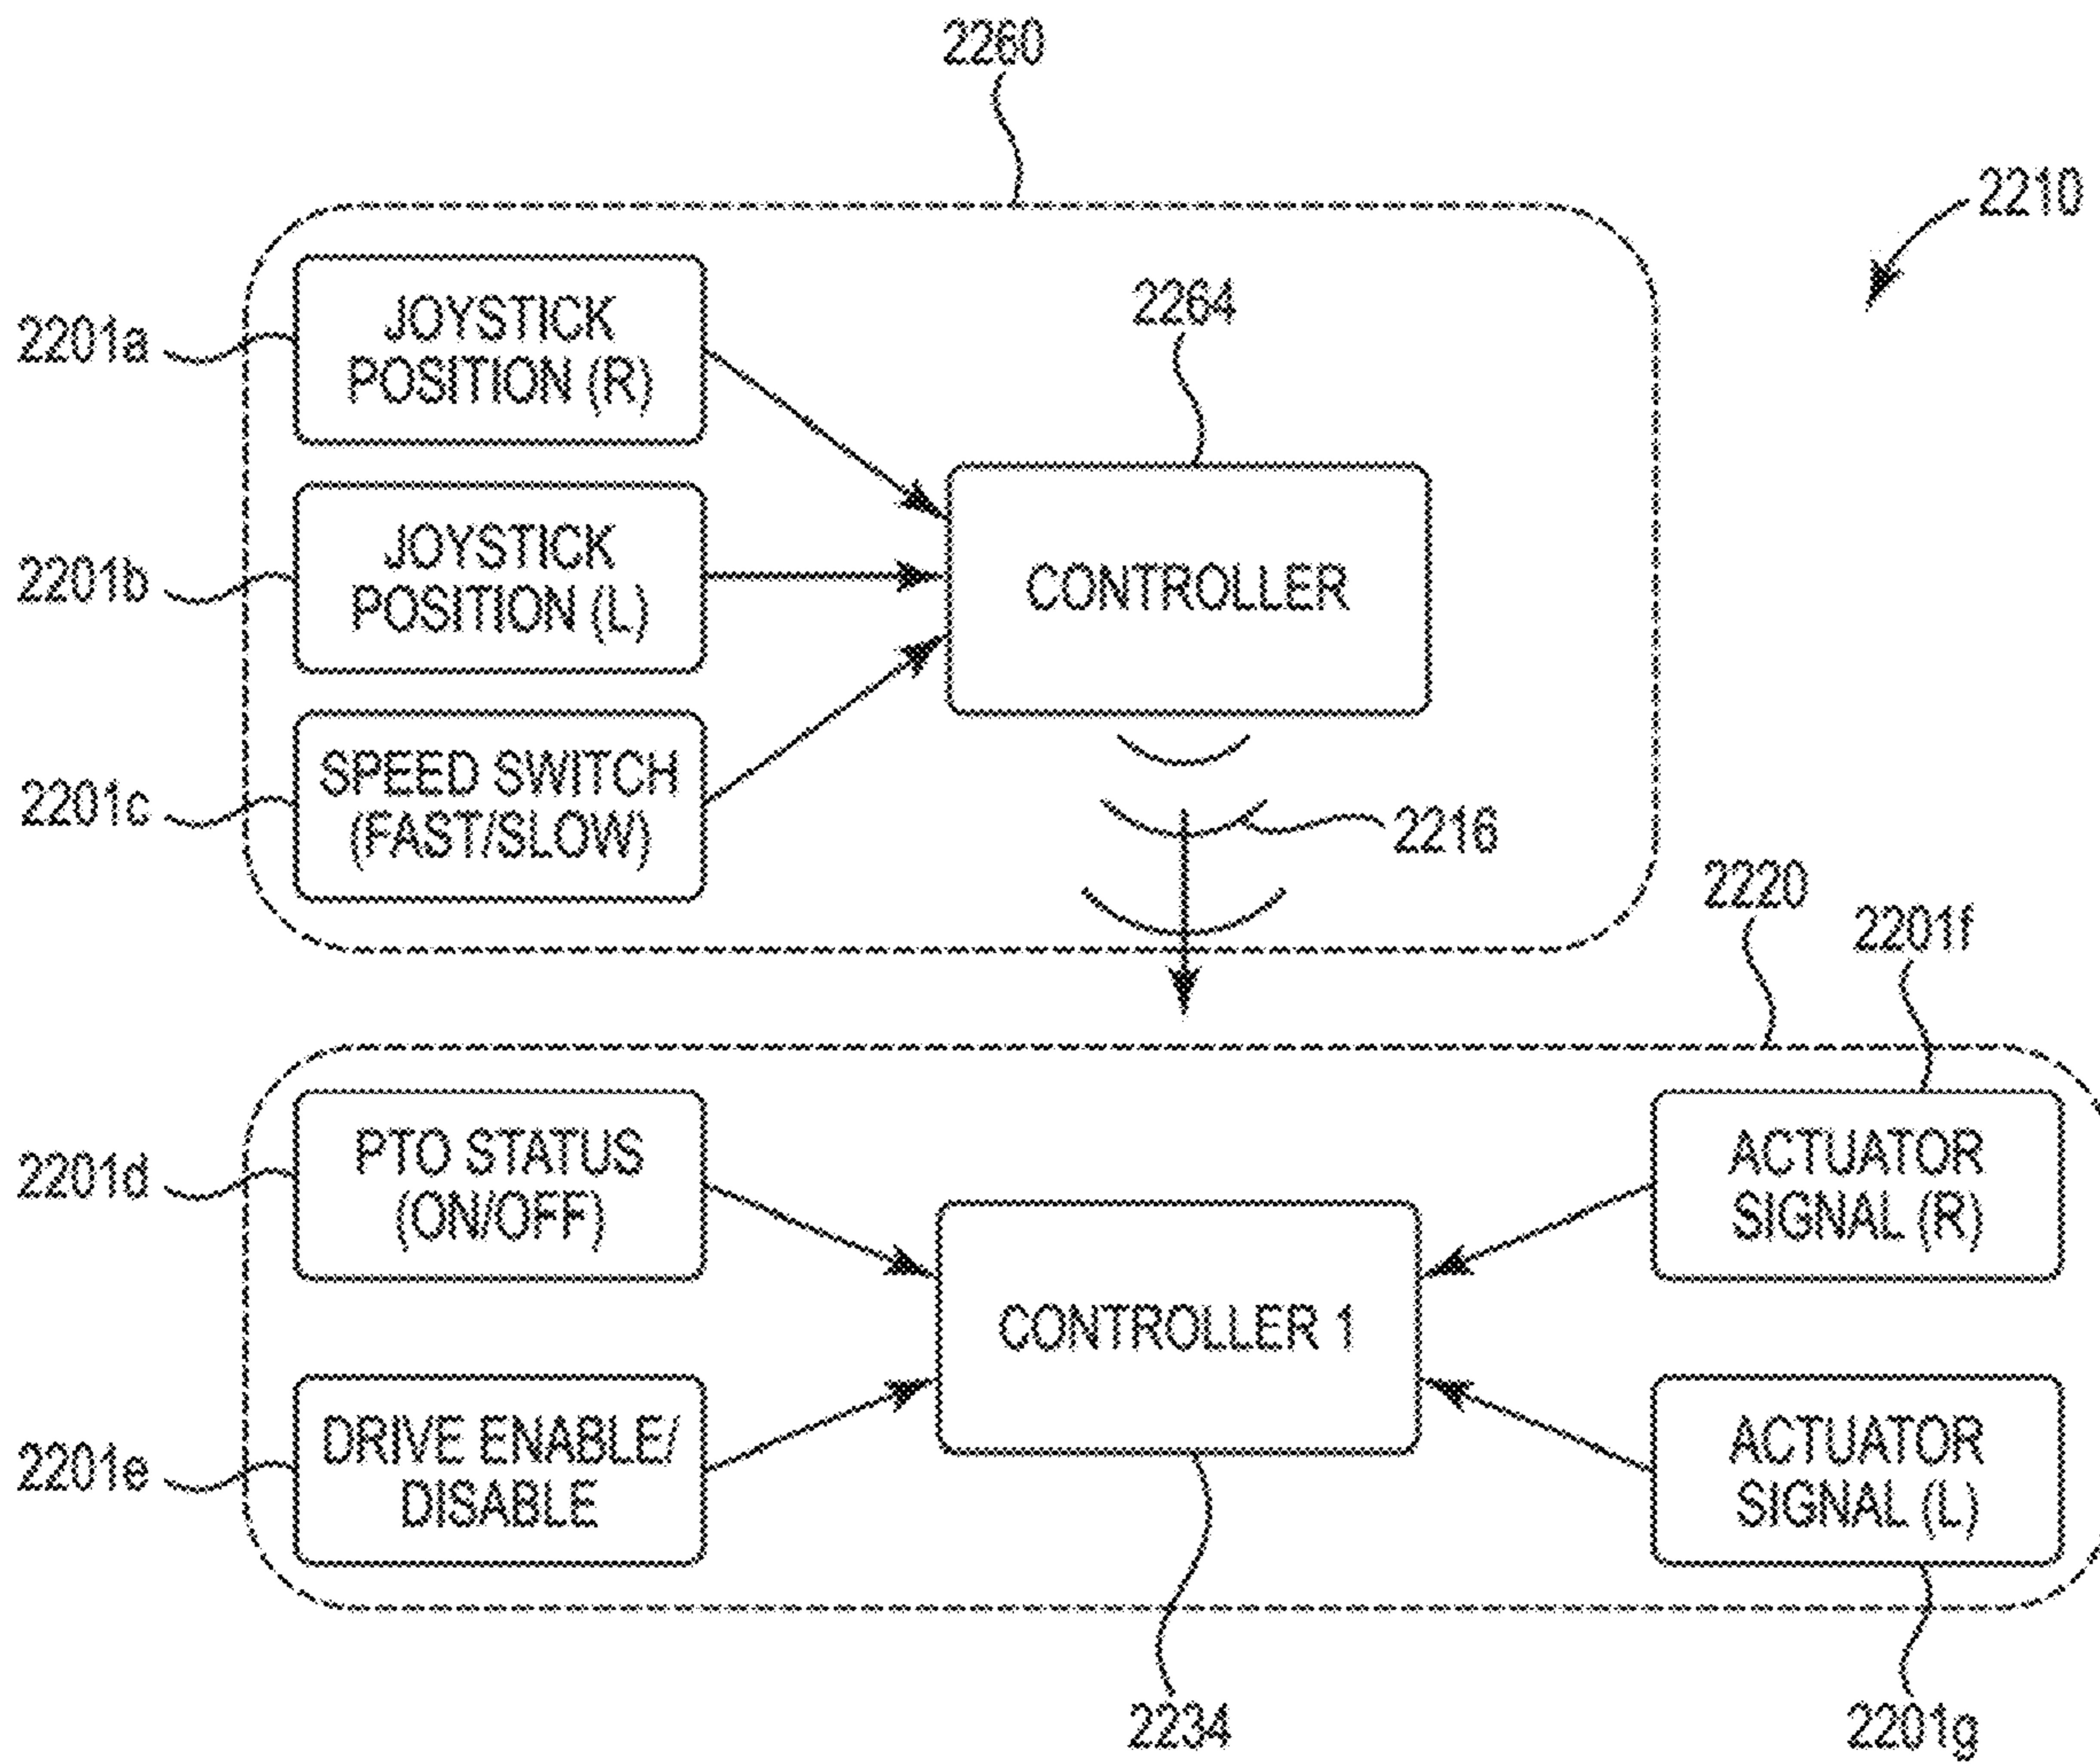 2260
2210
2201a
JOYSTICK
POSITION (R)
2264
2201b
JOYSTICK
POSITION (L)
CONTROLLER
2201c
SPEED SWITCH
(FAST/SLOW)
2216
2220
2201f
2201d
PTO STATUS
(ON/OFF)
ACTUATOR
SIGNAL (R)
CONTROLLER 1
2201e
DRIVE ENABLE/
DISABLE
ACTUATOR
SIGNAL (L)
2234
2201g